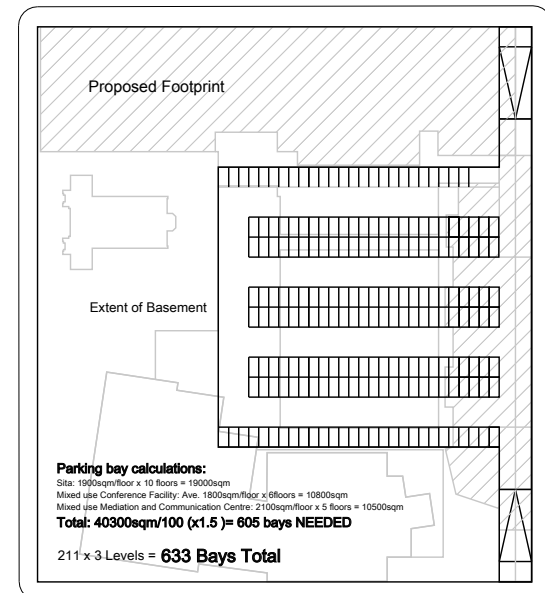 Proposed Footprint
Extent of Basement
Parking bay calculations:
Sita: 1900sqm/floor x 10 floors = 19000sqm
Mixed use Conference Facility: Ave. 1800sqm/floor x 6floors = 10800sqm
Mixed use Mediation and Communication Centre: 2100sqm/floor x 5 floors = 10500sqm
Total: 40300sqm/100 (x1.5 )= 605 bays NEEDED
211 x 3 Levels = 633 Bays Total